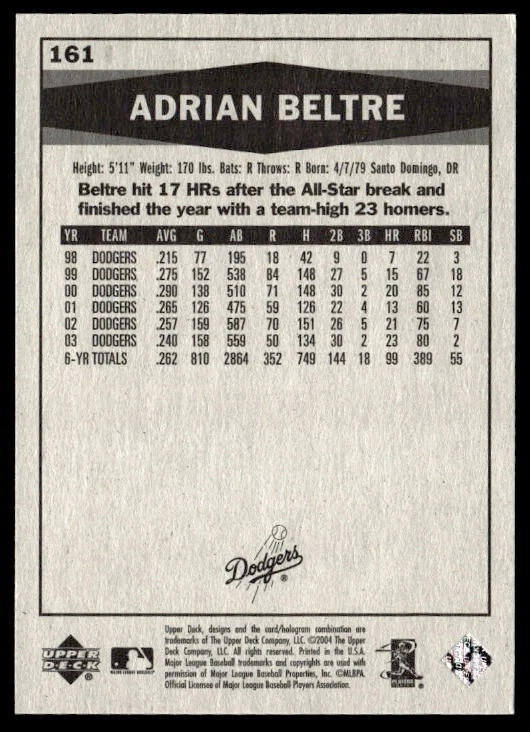 161
ADRIAN BELTRE
Height: 5'11" Weight: 170 lbs. Bats: R Throws: R Born: 4/7/79 Santo Domingo, DR
Beltre hit 17 HRs after the All-Star break and
finished the year with a team-high 23 homers.
YR TEAM AVG G AB R H 2B 3B HR RBI SB
98 DODGERS .215 77 195 18 42 9 0 7 22 3
99 DODGERS .275 152 538 84 148 27 5 15 67 18
00 DODGERS .290 138 510 71 148 30 2 20 85 12
01 DODGERS .265 126 475 59 126 22 4 13 60 13
02 DODGERS .257 159 587 70 151 26 5 21 75 7
03 DODGERS .240 158 559 50 134 30 2 23 80 2
6-YR TOTALS .262 810 2864 352 749 144 18 99 389 55
Dodgers ®
Upper Deck, designs and the card/hologram combination are
trademarks of The Upper Deck Company, LLC. ©2004 The Upper
Deck Company, LLC. All rights reserved. Printed in the U.S.A.
Major League Baseball trademarks and copyrights are used with
permission of Major League Baseball Properties, Inc. ©MLBPA.
Official Licensee of Major League Baseball Players Association.
UPPER
DECK
MAJOR LEAGUE BASEBALL
PLAYERS